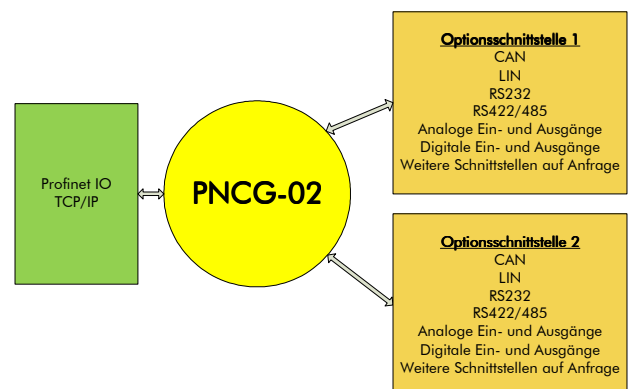 Profinet IO
TCP/IP
PNCG-02
Optionsschnittstelle 1
CAN
LIN
RS232
RS422/485
Analoge Ein- und Ausgänge
Digitale Ein- und Ausgänge
Weitere Schnittstellen auf Anfrage
Optionsschnittstelle 2
CAN
LIN
RS232
RS422/485
Analoge Ein- und Ausgänge
Digitale Ein- und Ausgänge
Weitere Schnittstellen auf Anfrage